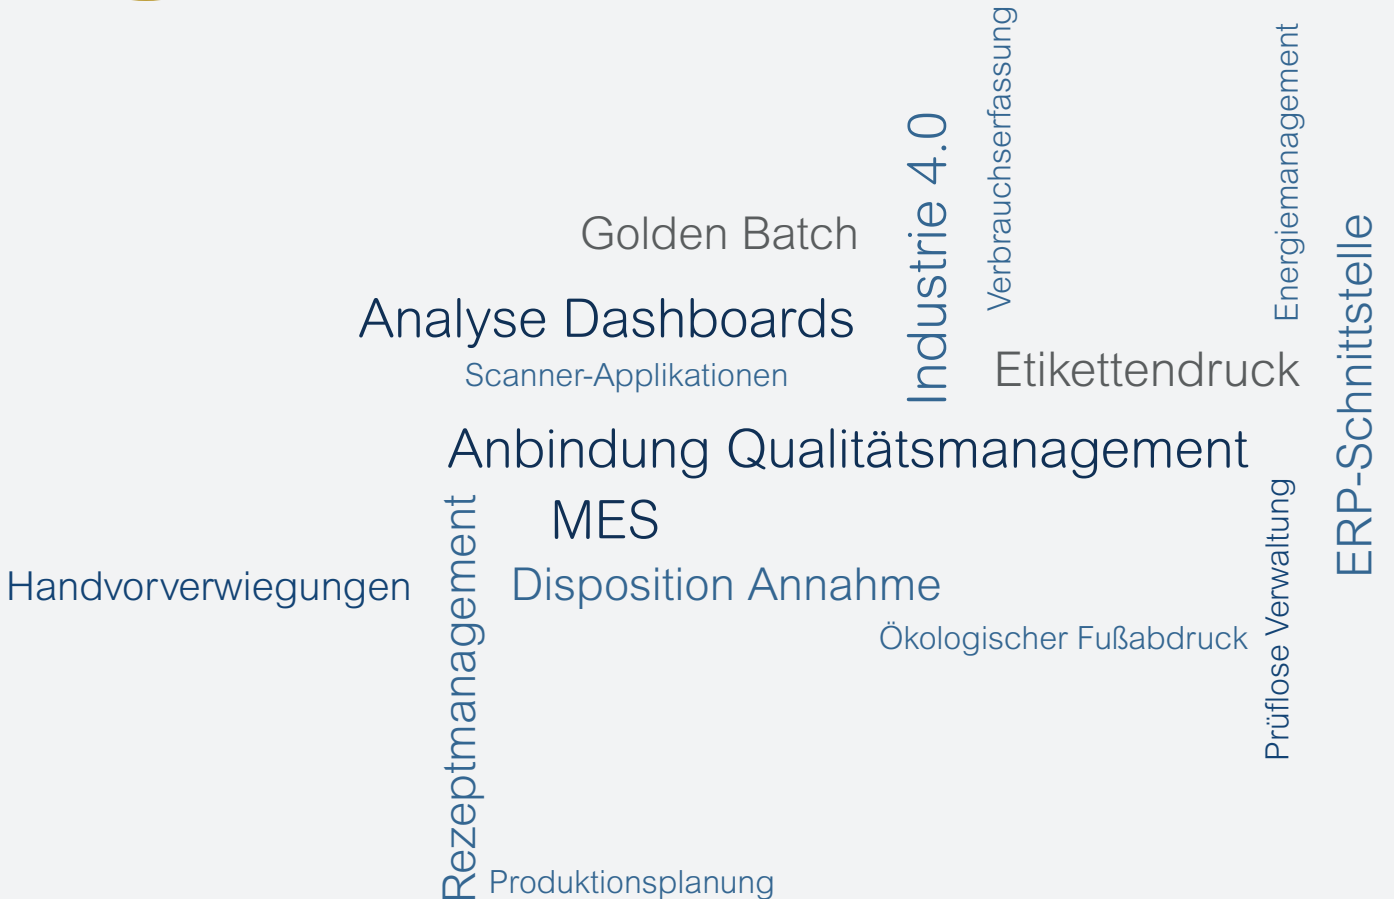 Verbrauchserfassung
Energiemanagement
Industrie 4.0
Golden Batch
ERP-Schnittstelle
Analyse Dashboards
Scanner-Applikationen
Etikettendruck
Anbindung Qualitätsmanagement
MES
Prüflose Verwaltung
Rezeptmanagement
Handvorverwiegungen
Disposition Annahme
Ökologischer Fußabdruck
Produktionsplanung